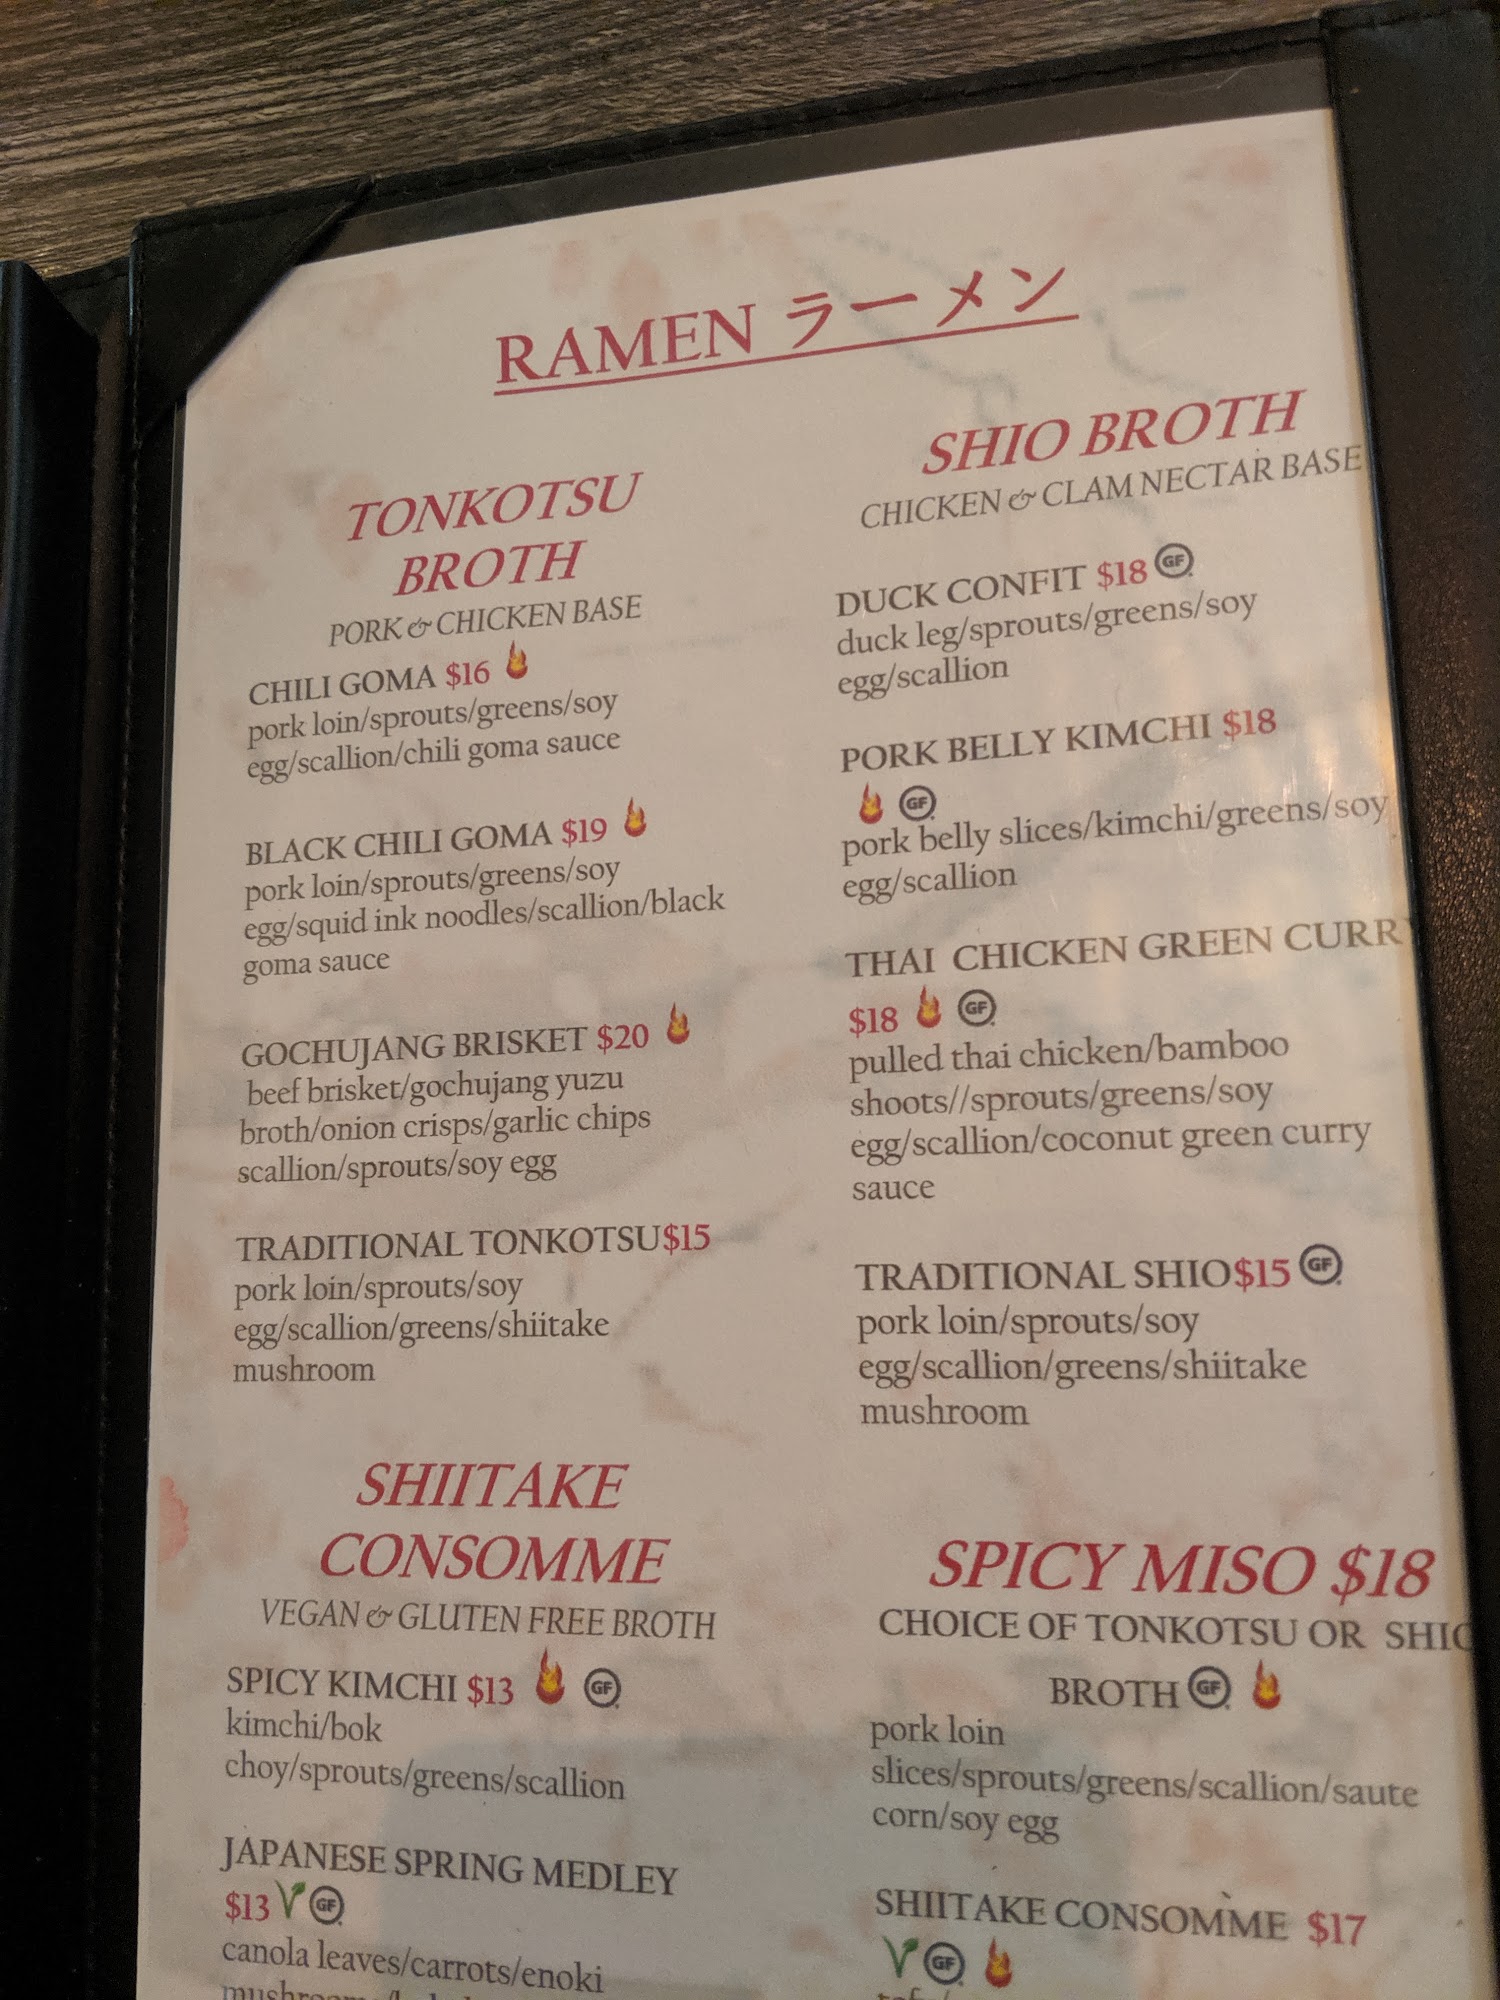 RAMEN ラーメン
TONKOTSU
BROTH
PORK & CHICKEN BASE
CHILI GOMA $16
pork loin/sprouts/greens/soy
egg/scallion/chili goma sauce
BLACK CHILI GOMA $19
pork loin/sprouts/greens/soy
egg/squid ink noodles/scallion/black
goma sauce
GOCHUJANG BRISKET $20
beef brisket/gochujang yuzu
broth/onion crisps/garlic chips
scallion/sprouts/soy egg
TRADITIONAL TONKOTSU$15
pork loin/sprouts/soy
egg/scallion/greens/shiitake
mushroom
SHIITAKE
CONSOMME
VEGAN & GLUTEN FREE BROTH
SPICY KIMCHI $13 GF
kimchi/bok
choy/sprouts/greens/scallion
JAPANESE SPRING MEDLEY
$13 V GF
canola leaves/carrots/enoki
SHIO BROTH
CHICKEN & CLAM NECTAR BASE
DUCK CONFIT $18 GF
duck leg/sprouts/greens/soy
egg/scallion
PORK BELLY KIMCHI $18
GF
pork belly slices/kimchi/greens/soy
egg/scallion
THAI CHICKEN GREEN CURRY
$18 GF
pulled thai chicken/bamboo
shoots//sprouts/greens/soy
egg/scallion/coconut green curry
sauce
TRADITIONAL SHIO$15 GF
pork loin/sprouts/soy
egg/scallion/greens/shiitake
mushroom
SPICY MISO $18
CHOICE OF TONKOTSU OR SHIO
BROTH GF
pork loin
slices/sprouts/greens/scallion/saute
corn/soy egg
SHIITAKE CONSOMME $17
V GF